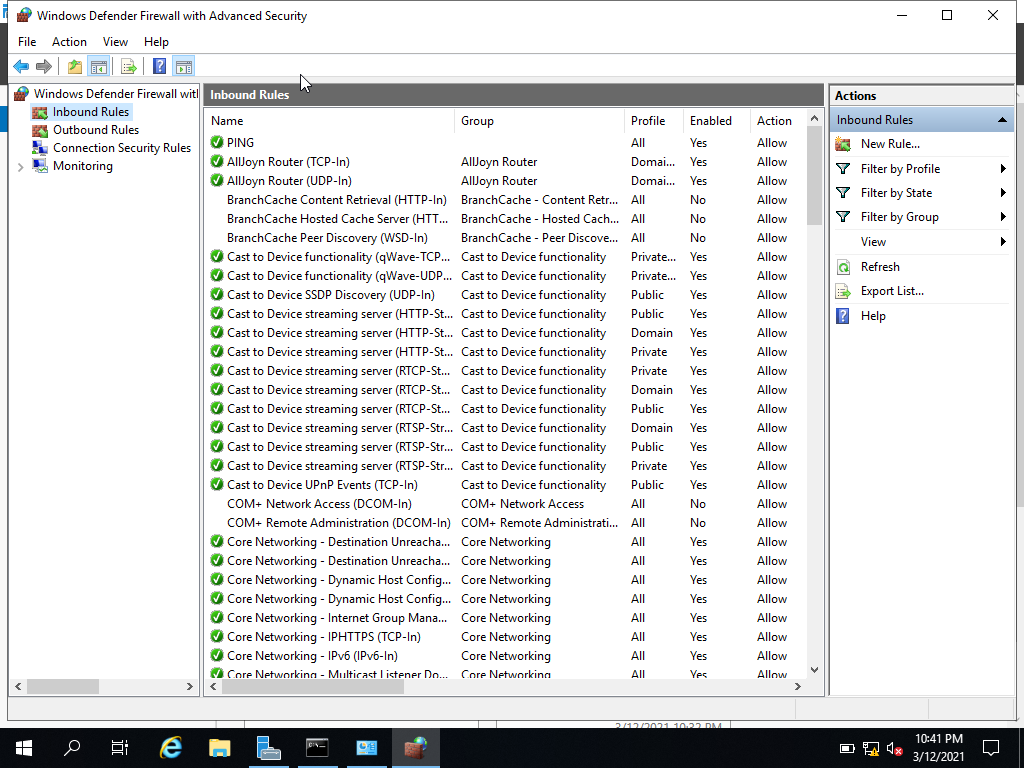 Windows Defender Firewall with Advanced Security
File Action View Help
Windows Defender Firewall wit
Inbound Rules
Outbound Rules
Connection Security Rules
Monitoring
Inbound Rules
Name Group Profile Enabled Action
PING All Yes Allow
AllJoyn Router (TCP-In) AllJoyn Router Domai... Yes Allow
AllJoyn Router (UDP-In) AllJoyn Router Domai... Yes Allow
BranchCache Content Retrieval (HTTP-In) BranchCache - Content Retr... All No Allow
BranchCache Hosted Cache Server (HTT... BranchCache - Hosted Cach... All No Allow
BranchCache Peer Discovery (WSD-In) BranchCache - Peer Discove... All No Allow
Cast to Device functionality (qWave-TCP... Cast to Device functionality Private... Yes Allow
Cast to Device functionality (qWave-UDP... Cast to Device functionality Private... Yes Allow
Cast to Device SSDP Discovery (UDP-In) Cast to Device functionality Public Yes Allow
Cast to Device streaming server (HTTP-St... Cast to Device functionality Public Yes Allow
Cast to Device streaming server (HTTP-St... Cast to Device functionality Domain Yes Allow
Cast to Device streaming server (HTTP-St... Cast to Device functionality Private Yes Allow
Cast to Device streaming server (RTCP-St... Cast to Device functionality Private Yes Allow
Cast to Device streaming server (RTCP-St... Cast to Device functionality Domain Yes Allow
Cast to Device streaming server (RTCP-St... Cast to Device functionality Public Yes Allow
Cast to Device streaming server (RTSP-Str... Cast to Device functionality Domain Yes Allow
Cast to Device streaming server (RTSP-Str... Cast to Device functionality Public Yes Allow
Cast to Device streaming server (RTSP-Str... Cast to Device functionality Private Yes Allow
Cast to Device UPnP Events (TCP-In) Cast to Device functionality Public Yes Allow
COM+ Network Access (DCOM-In) COM+ Network Access All No Allow
COM+ Remote Administration (DCOM-In) COM+ Remote Administrati... All No Allow
Core Networking - Destination Unreacha... Core Networking All Yes Allow
Core Networking - Destination Unreacha... Core Networking All Yes Allow
Core Networking - Dynamic Host Config... Core Networking All Yes Allow
Core Networking - Dynamic Host Config... Core Networking All Yes Allow
Core Networking - Internet Group Mana... Core Networking All Yes Allow
Core Networking - IPHTTPS (TCP-In) Core Networking All Yes Allow
Core Networking - IPv6 (IPv6-In) Core Networking All Yes Allow
Core Networking - Multicast Listener Do... Core Networking All Yes Allow
Actions
Inbound Rules
New Rule...
Filter by Profile
Filter by State
Filter by Group
View
Refresh
Export List...
Help
3/12/2021 10:32 PM
10:41 PM
3/12/2021